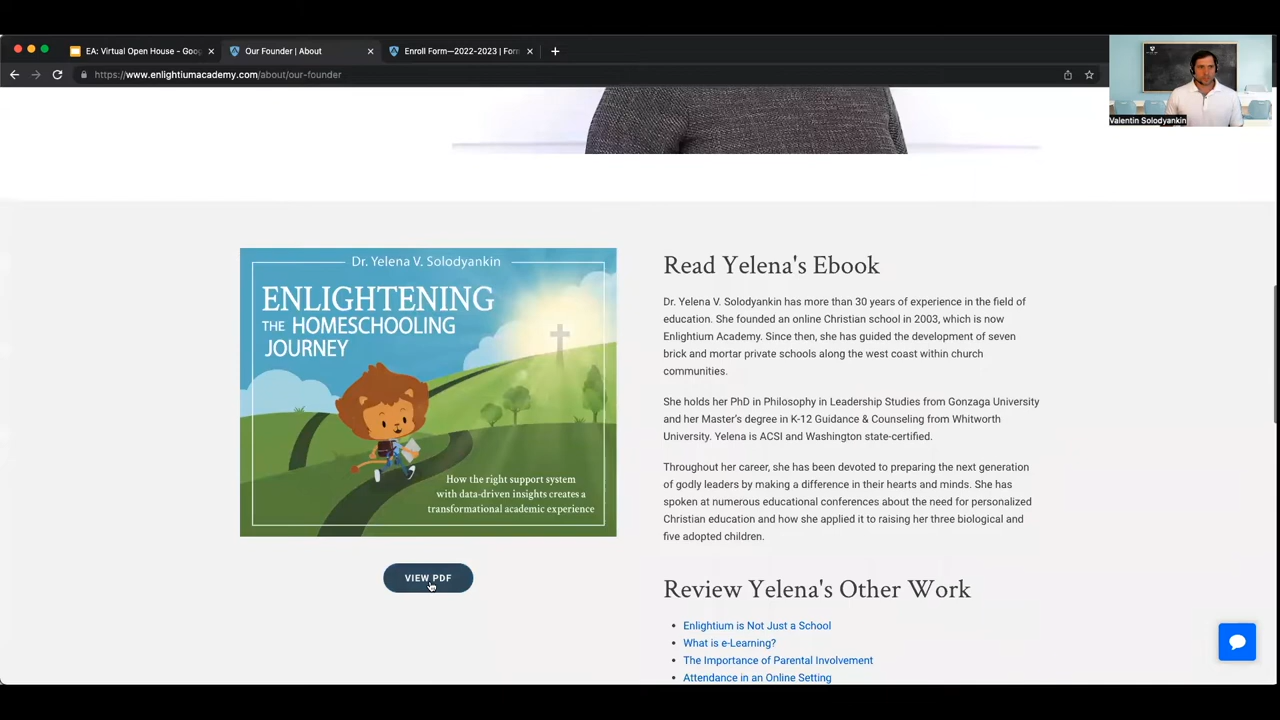 EA: Virtual Open House - Goog
Our Founder | About
Enroll Form—2022-2023 | Form
https://www.enlightiumacademy.com/about/our-founder
Valentin Solodyankin
Dr. Yelena V. Solodyankin
ENLIGHTENING
THE HOMESCHOOLING
JOURNEY
How the right support system
with data-driven insights creates a
transformational academic experience
VIEW PDF
Read Yelena's Ebook
Dr. Yelena V. Solodyankin has more than 30 years of experience in the field of
education. She founded an online Christian school in 2003, which is now
Enlightium Academy. Since then, she has guided the development of seven
brick and mortar private schools along the west coast within church
communities.
She holds her PhD in Philosophy in Leadership Studies from Gonzaga University
and her Master's degree in K-12 Guidance & Counseling from Whitworth
University. Yelena is ACSI and Washington state-certified.
Throughout her career, she has been devoted to preparing the next generation
of godly leaders by making a difference in their hearts and minds. She has
spoken at numerous educational conferences about the need for personalized
Christian education and how she applied it to raising her three biological and
five adopted children.
Review Yelena's Other Work
Enlightium is Not Just a School
What is e-Learning?
The Importance of Parental Involvement
Attendance in an Online Setting